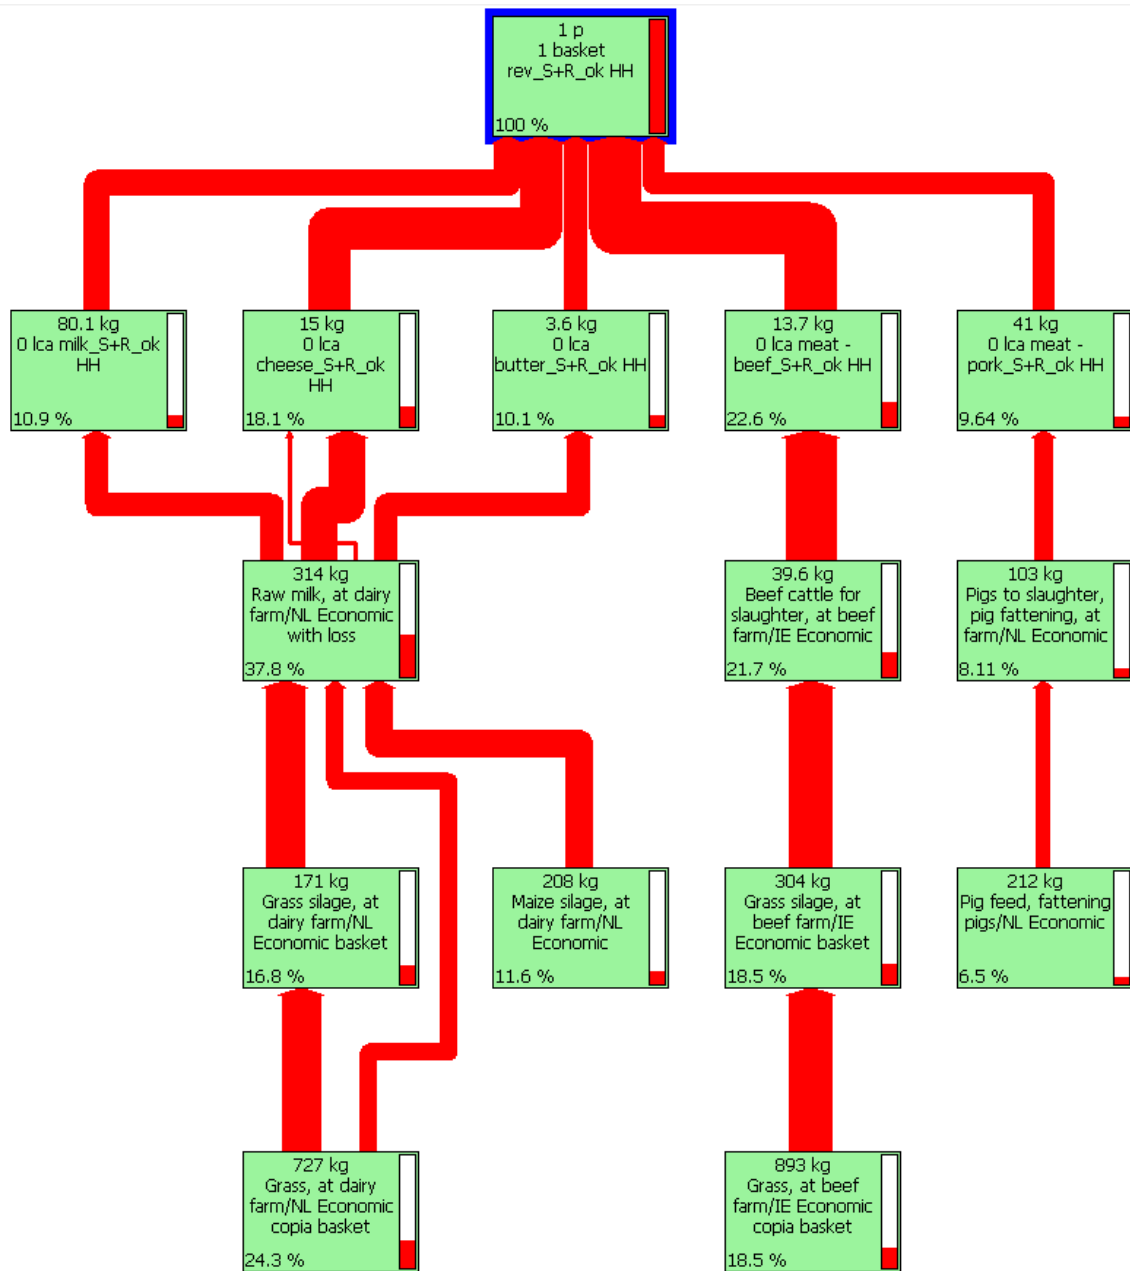 1 p
1 basket
rev_S+R_ok HH
100 %
80.1 kg
0 lca milk_S+R_ok
HH
10.9 %
15 kg
0 lca
cheese_S+R_ok
HH
18.1 %
3.6 kg
0 lca
butter_S+R_ok HH
10.1 %
13.7 kg
0 lca meat -
beef_S+R_ok HH
22.6 %
41 kg
0 lca meat -
pork_S+R_ok HH
9.64 %
314 kg
Raw milk, at dairy
farm/NL Economic
with loss
37.8 %
39.6 kg
Beef cattle for
slaughter, at beef
farm/IE Economic
21.7 %
103 kg
Pigs to slaughter,
pig fattening, at
farm/NL Economic
8.11 %
171 kg
Grass silage, at
dairy farm/NL
Economic basket
16.8 %
208 kg
Maize silage, at
dairy farm/NL
Economic
11.6 %
304 kg
Grass silage, at
beef farm/IE
Economic basket
18.5 %
212 kg
Pig feed, fattening
pigs/NL Economic
6.5 %
727 kg
Grass, at dairy
farm/NL Economic
copia basket
24.3 %
893 kg
Grass, at beef
farm/IE Economic
copia basket
18.5 %